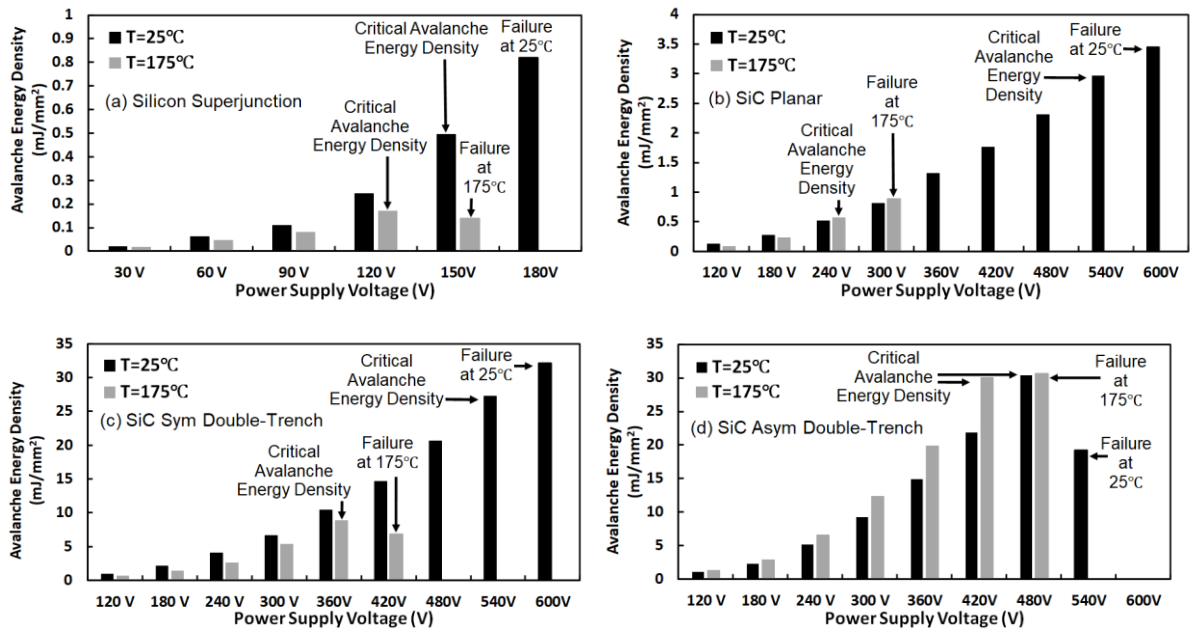 Avalanche Energy Density
(mJ/mm²)
1
0.9
0.8
0.7
0.6
0.5
0.4
0.3
0.2
0.1
0
T=25℃
T=175℃
(a) Silicon Superjunction
Critical Avalanche
Energy Density
Failure
at 25℃
Critical
Avalanche
Energy Density
Failure
at
175℃
30 V 60 V 90 V 120 V 150V 180V
Power Supply Voltage (V)
Avalanche Energy Density
(mJ/mm²)
4
3.5
3
2.5
2
1.5
1
0.5
0
T=25℃
T=175℃
(b) SiC Planar
Critical
Avalanche
Energy
Density
Failure
at 25℃
Failure
at
175℃
Critical
Avalanche
Energy
Density
120 V 180 V 240 V 300 V 360V 420V 480V 540V 600V
Power Supply Voltage (V)
Avalanche Energy Density
(mJ/mm²)
35
30
25
20
15
10
5
0
T=25℃
T=175℃
(c) SiC Sym Double-Trench
Critical
Avalanche
Energy Density
Failure
at 25℃
Critical
Avalanche
Energy Density
Failure
at 175℃
120 V 180 V 240 V 300 V 360V 420V 480V 540V 600V
Power Supply Voltage (V)
Avalanche Energy Density
(mJ/mm²)
35
30
25
20
15
10
5
0
T=25℃
T=175℃
(d) SiC Asym Double-Trench
Critical
Avalanche
Energy Density
Failure
at
175℃
Failure
at
25℃
120 V 180 V 240 V 300 V 360V 420V 480V 540V 600V
Power Supply Voltage (V)